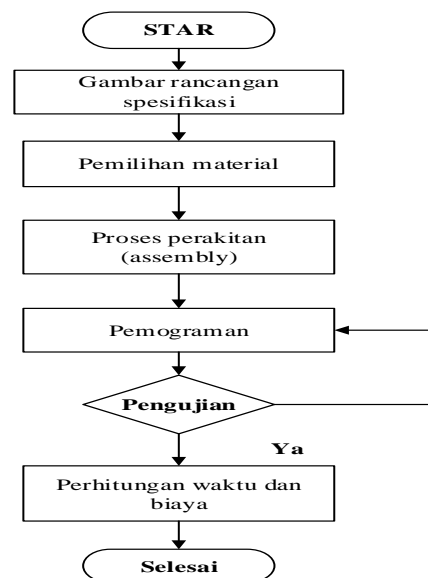 STAR
Gambar rancangan
spesifikasi
Pemilihan material
Proses perakitan
(assembly)
Pemograman
Pengujian
Ya
Perhitungan waktu dan
biaya
Selesai